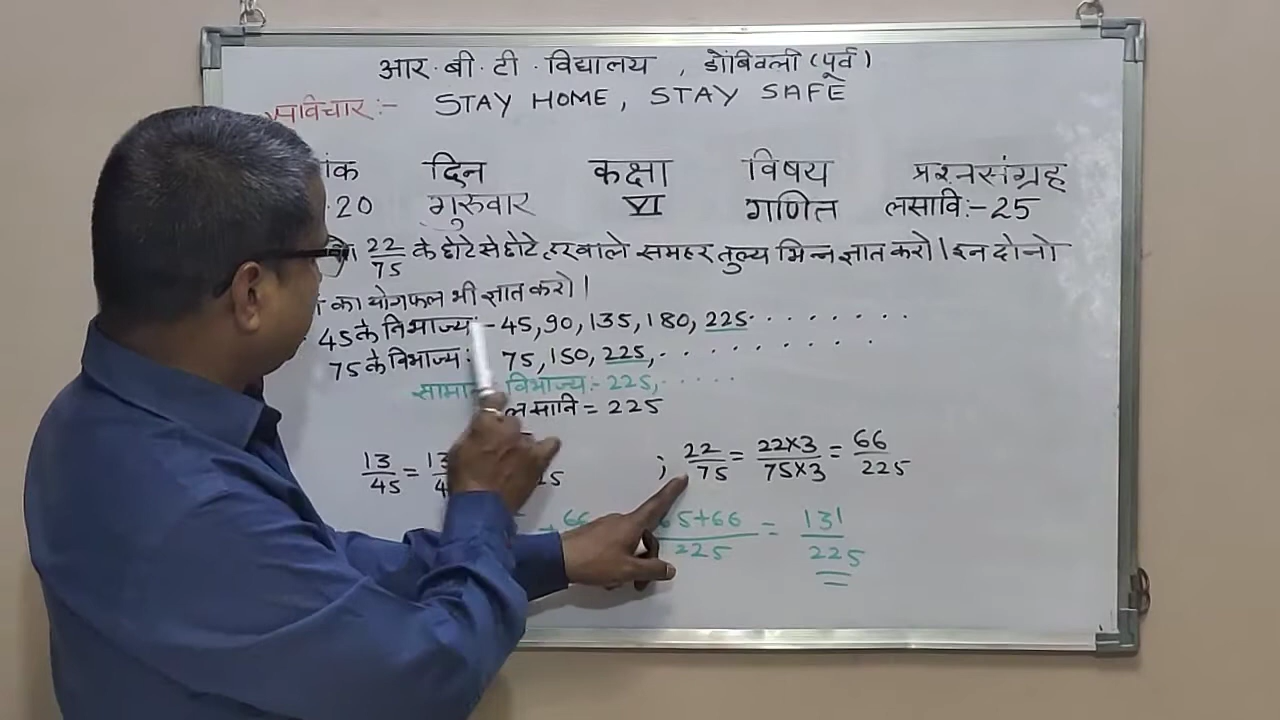 आर. बी. टी. विद्यालय, डोंबिवली (पूर्व)
सुविचार:- STAY HOME, STAY SAFE
दिन कक्षा विषय प्रश्नसंग्रह
20 गुरुवार VI गणित लसावि:-25
22/75 के छोटे से छोटे हरवाले समहर तुल्य भिन्न ज्ञात करो। इन दोनो
का योगफल भी ज्ञात करो।
45 के विभाज्य:- 45, 90, 135, 180, 225.........
75 के विभाज्य: 75, 150, 225, .........
विभाज्य:- 225, .....
लसावि = 225
13/45 = ; 22/75 = 22×3/75×3 = 66/225
+ 66 65+66/225 = 131/225